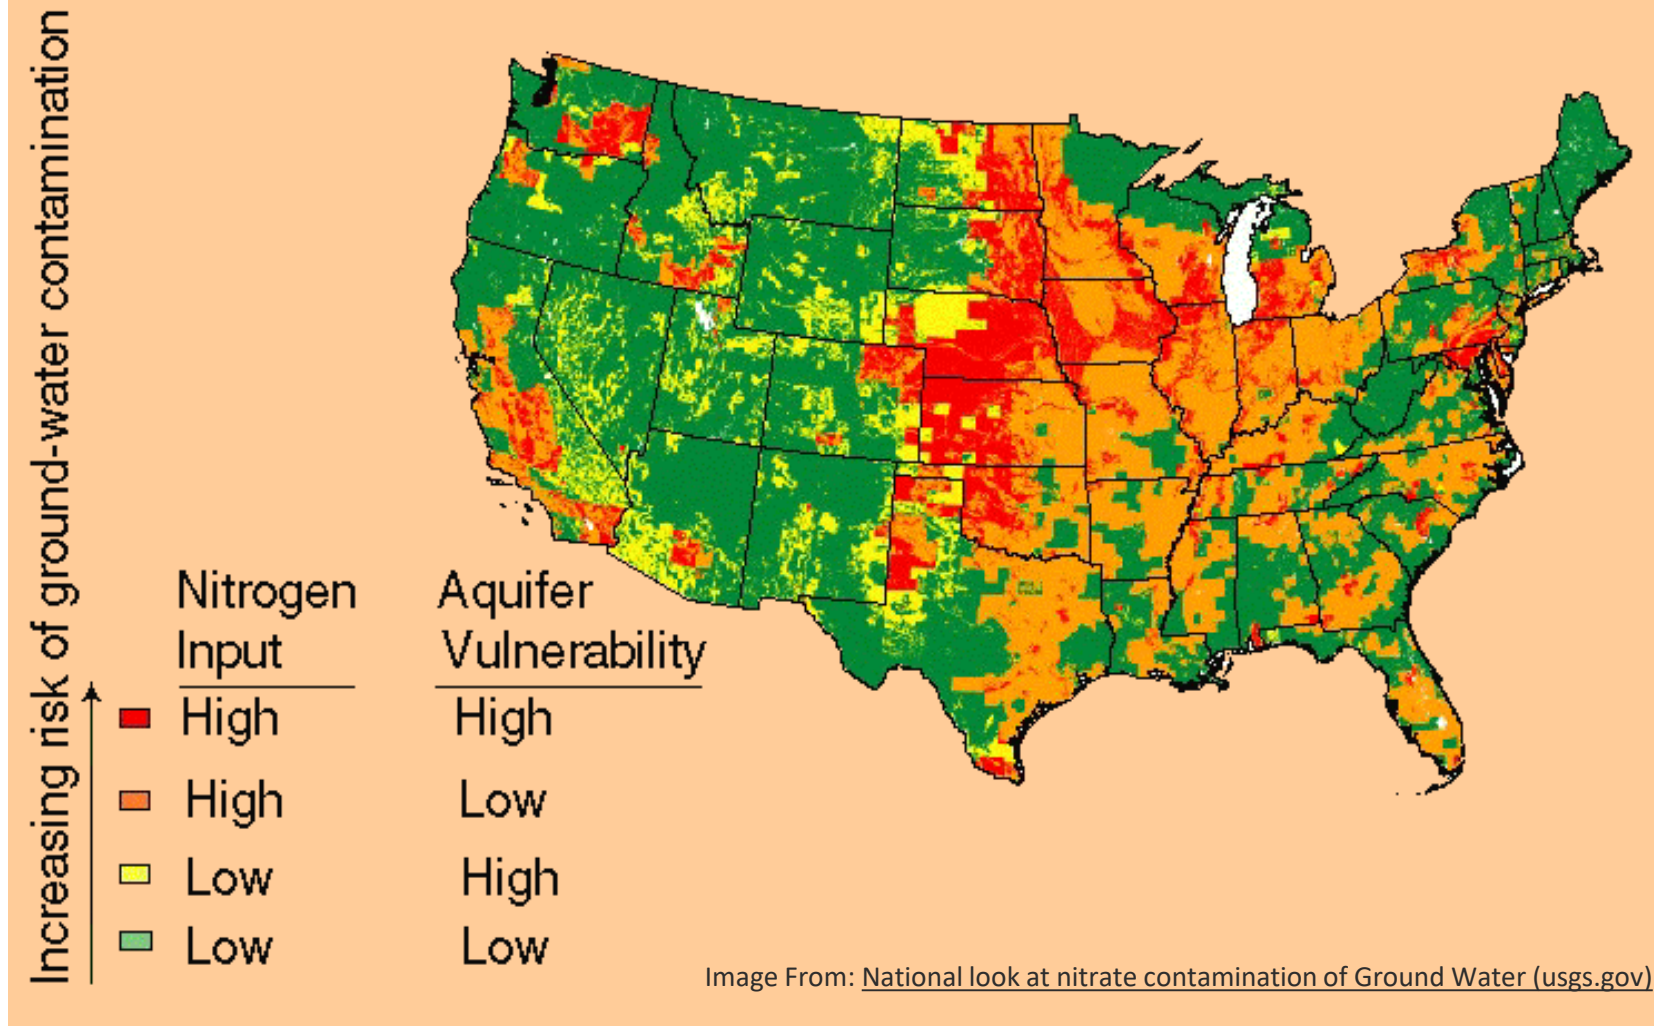 Increasing risk of ground-water contamination
Nitrogen Input
Aquifer Vulnerability
High High
High Low
Low High
Low Low
Image From: National look at nitrate contamination of Ground Water (usgs.gov)